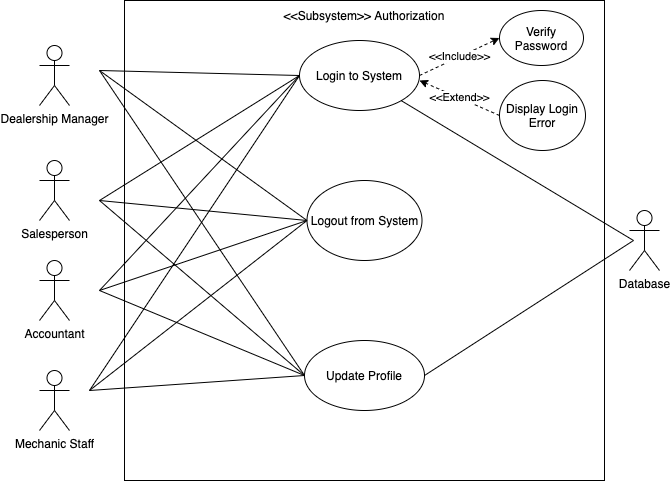 <<Subsystem>> Authorization
Verify
Password
<<Include>>
Login to System
<<Extend>>
Display Login
Error
Dealership Manager
Salesperson
Logout from System
Database
Accountant
Update Profile
Mechanic Staff